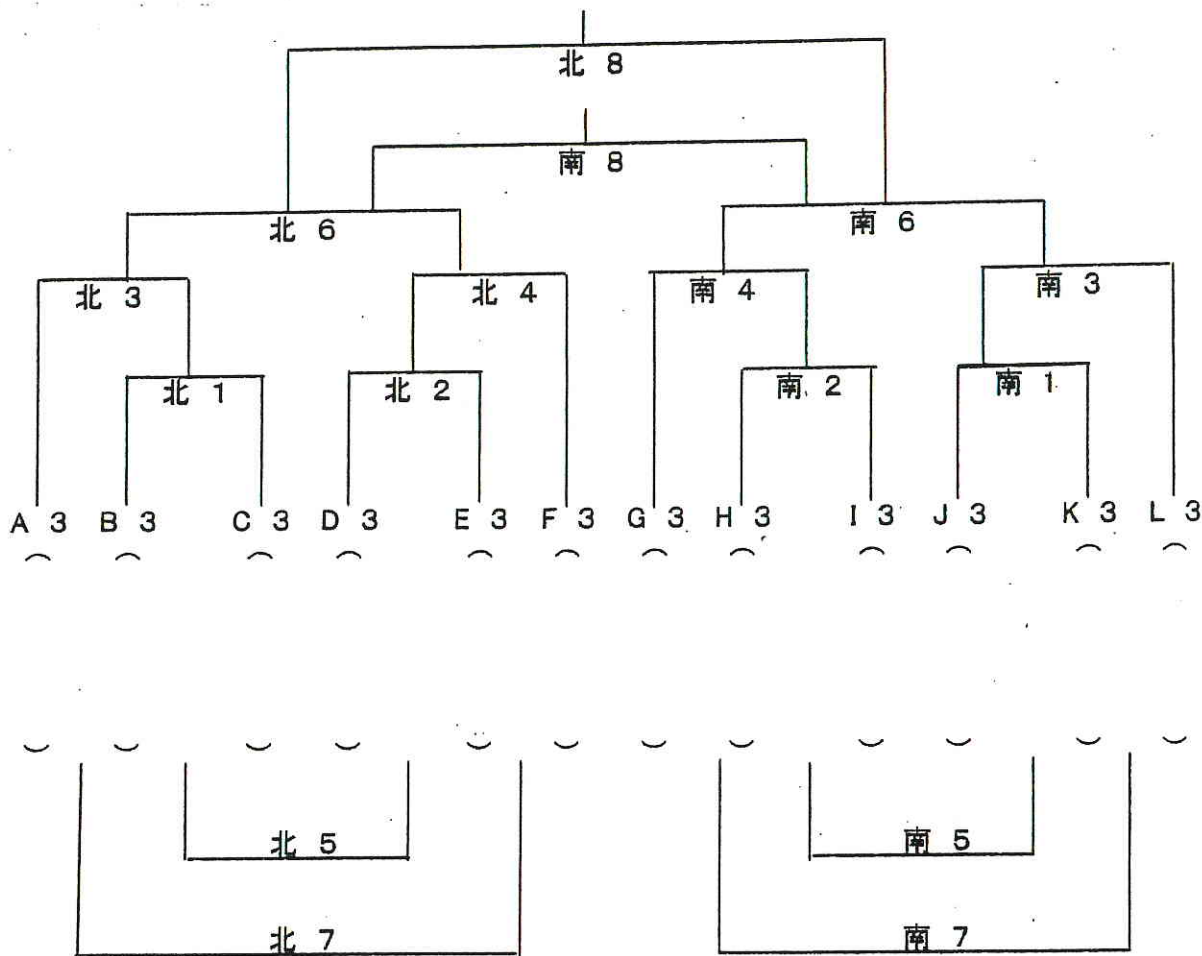 北 8
南 8
北 6 南 6
北 3 北 4 南 4 南 3
北 1 北 2 南 2 南 1
A 3 B 3 C 3 D 3 E 3 F 3 G 3 H 3 I 3 J 3 K 3 L 3
︵ ︵ ︵ ︵ ︵ ︵ ︵ ︵ ︵ ︵ ︵ ︵
︶ ︶ ︶ ︶ ︶ ︶ ︶ ︶ ︶ ︶ ︶ ︶
北 5 南 5
北 7 南 7